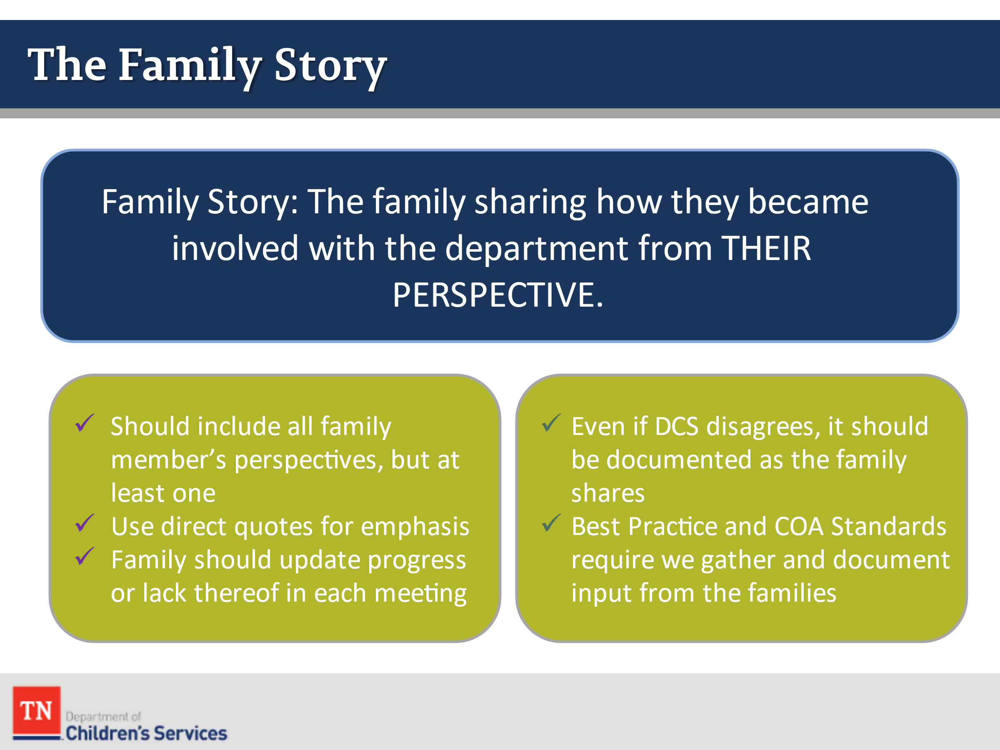 The Family Story
Family Story: The family sharing how they became
involved with the department from THEIR
PERSPECTIVE.
✓ Should include all family
member’s perspectives, but at
least one
✓ Use direct quotes for emphasis
✓ Family should update progress
or lack thereof in each meeting
✓ Even if DCS disagrees, it should
be documented as the family
shares
✓ Best Practice and COA Standards
require we gather and document
input from the families
TN
Department of
Children's Services